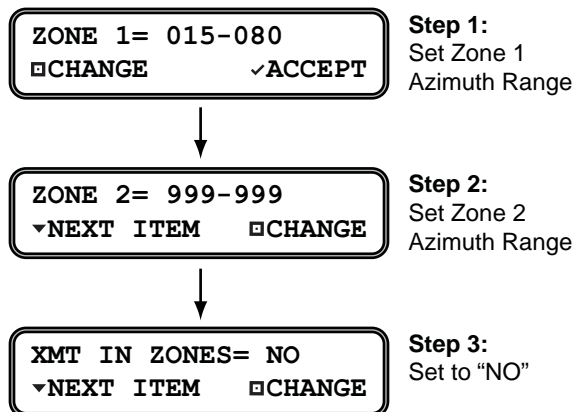 ZONE 1= 015-080
⊡CHANGE ✓ACCEPT
Step 1:
Set Zone 1
Azimuth Range
ZONE 2= 999-999
▼NEXT ITEM ⊡CHANGE
Step 2:
Set Zone 2
Azimuth Range
XMT IN ZONES= NO
▼NEXT ITEM ⊡CHANGE
Step 3:
Set to “NO”